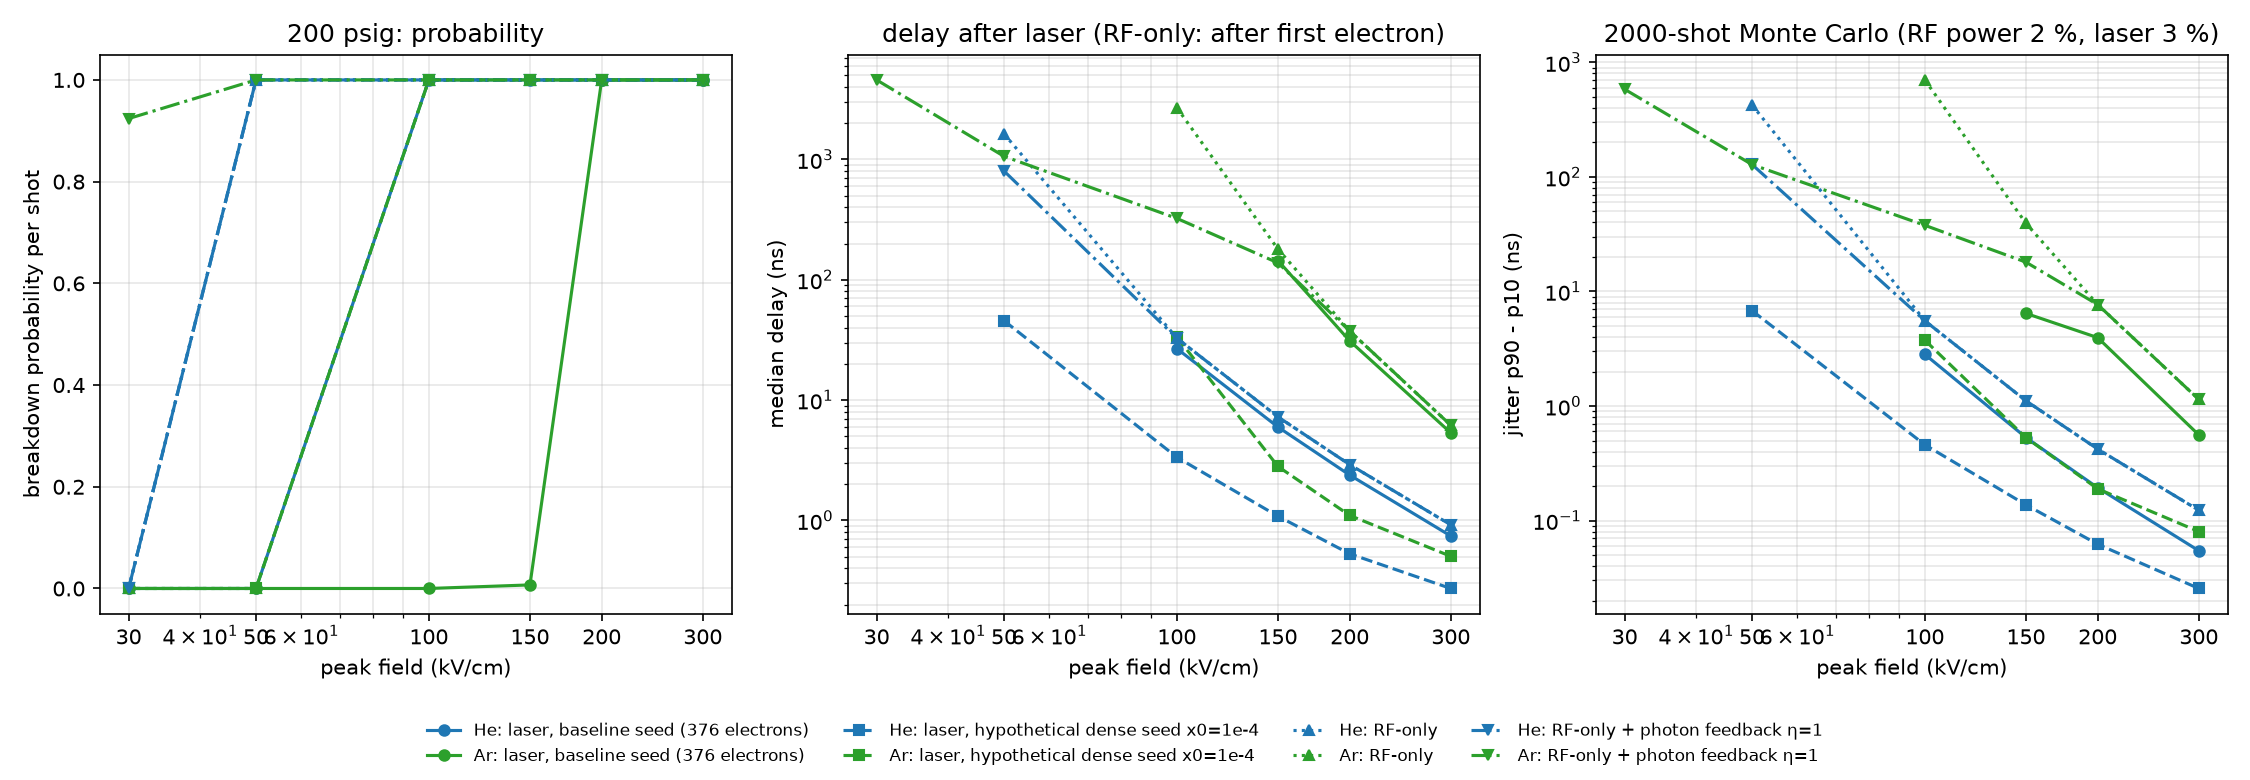 200 psig: probability
breakdown probability per shot
1.0
0.8
0.6
0.4
0.2
0.0
30 4 × 10¹ 50 6 × 10¹ 100 150 200 300
peak field (kV/cm)
delay after laser (RF-only: after first electron)
median delay (ns)
10³
10²
10¹
10⁰
30 4 × 10¹ 50 6 × 10¹ 100 150 200 300
peak field (kV/cm)
2000-shot Monte Carlo (RF power 2 %, laser 3 %)
jitter p90 - p10 (ns)
10³
10²
10¹
10⁰
10⁻¹
30 4 × 10¹ 50 6 × 10¹ 100 150 200 300
peak field (kV/cm)
He: laser, baseline seed (376 electrons)
Ar: laser, baseline seed (376 electrons)
He: laser, hypothetical dense seed x0=1e-4
Ar: laser, hypothetical dense seed x0=1e-4
He: RF-only
Ar: RF-only
He: RF-only + photon feedback η=1
Ar: RF-only + photon feedback η=1